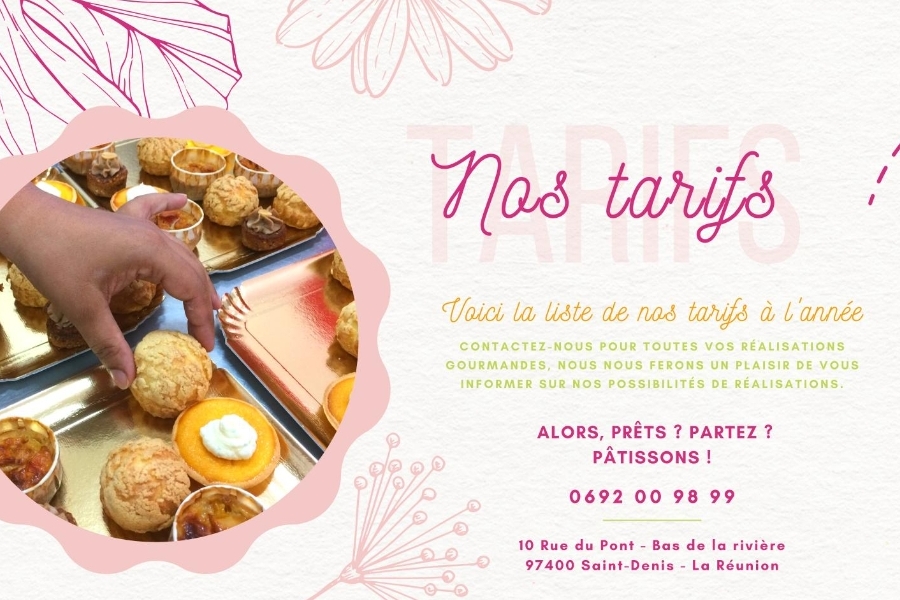 TARIFS
Nos tarifs
Voici la liste de nos tarifs à l'année
CONTACTEZ-NOUS POUR TOUTES VOS RÉALISATIONS
GOURMANDES, NOUS NOUS FERONS UN PLAISIR DE VOUS
INFORMER SUR NOS POSSIBILITÉS DE RÉALISATIONS.
ALORS, PRÊTS ? PARTEZ ?
PÂTISSONS !
0692 00 98 99
10 Rue du Pont - Bas de la rivière
97400 Saint-Denis - La Réunion